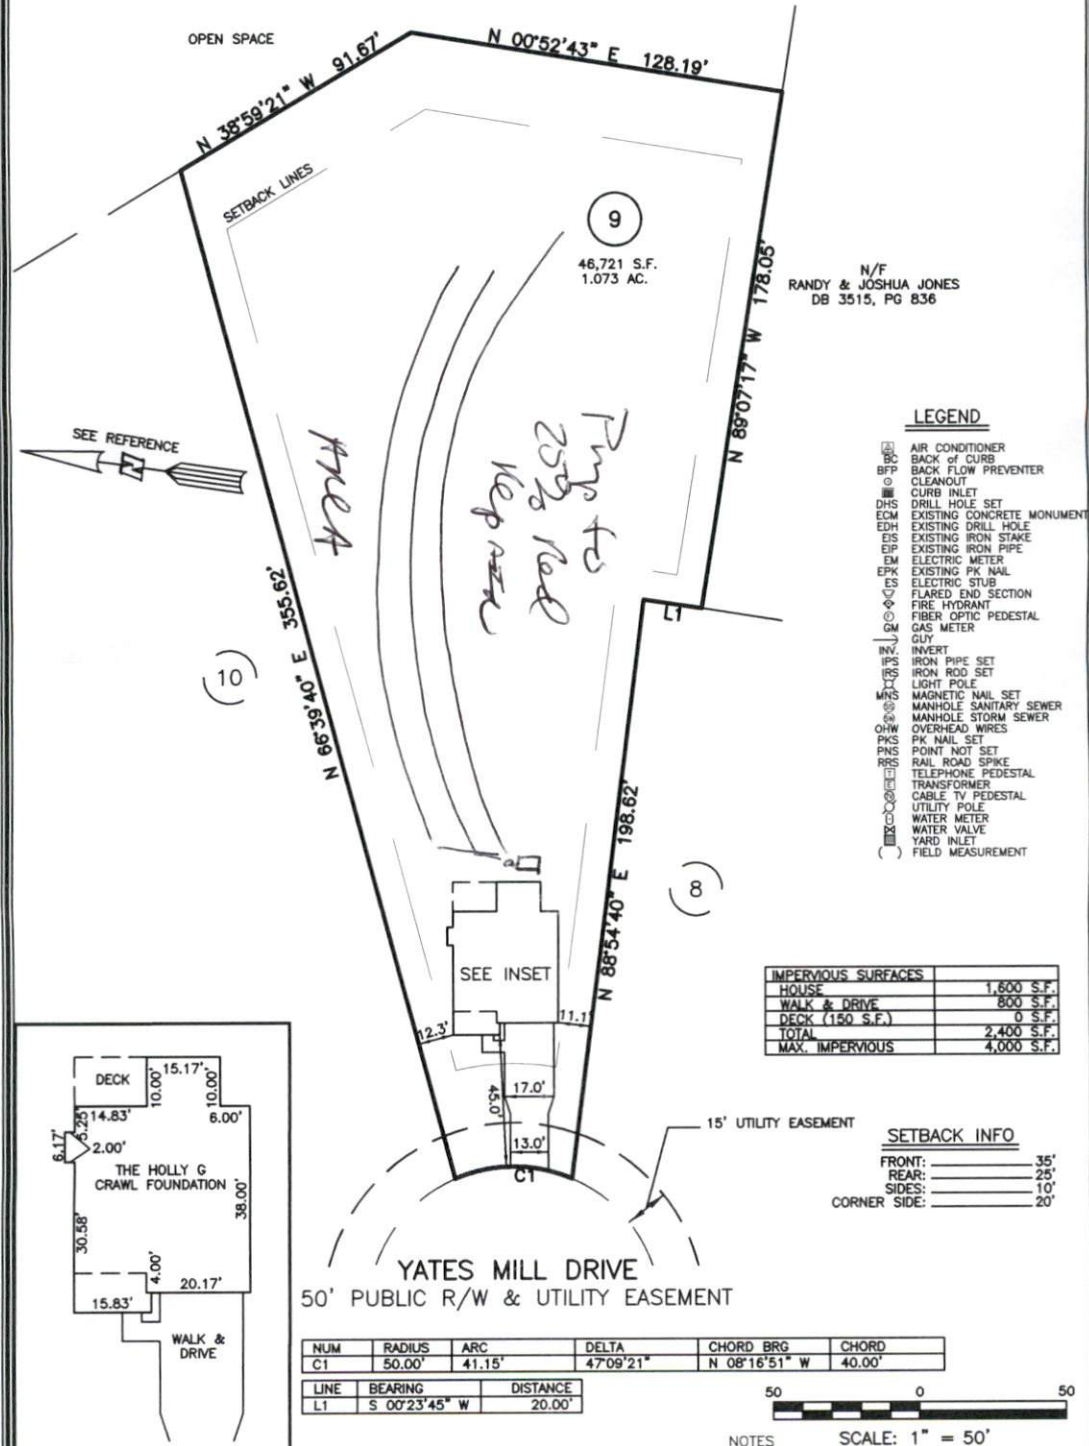 OPEN SPACE
N 38°59'21" W 91.67'
N 00°52'43" E 128.19'
SETBACK LINES
9
46,721 S.F.
1.073 AC.
N 89°07'17" W 178.05'
N/F
RANDY & JOSHUA JONES
DB 3515, PG 836
SEE REFERENCE
N
Pump to
25% Red
L1
10
N 66°39'40" E 355.62'
N 88°54'40" E 198.62'
8
SEE INSET
12.3'
11.1'
45.0'
17.0'
13.0'
C1
15' UTILITY EASEMENT
YATES MILL DRIVE
50' PUBLIC R/W & UTILITY EASEMENT
LEGEND
AIR CONDITIONER
BC BACK of CURB
BFP BACK FLOW PREVENTER
CLEANOUT
CURB INLET
DHS DRILL HOLE SET
ECM EXISTING CONCRETE MONUMENT
EDH EXISTING DRILL HOLE
EIS EXISTING IRON STAKE
EIP EXISTING IRON PIPE
EM ELECTRIC METER
EPK EXISTING PK NAIL
ES ELECTRIC STUB
FLARED END SECTION
FIRE HYDRANT
FIBER OPTIC PEDESTAL
GM GAS METER
GUY
INV. INVERT
IPS IRON PIPE SET
IRS IRON ROD SET
LIGHT POLE
MNS MAGNETIC NAIL SET
MANHOLE SANITARY SEWER
MANHOLE STORM SEWER
OHW OVERHEAD WIRES
PKS PK NAIL SET
PNS POINT NOT SET
RRS RAIL ROAD SPIKE
T TELEPHONE PEDESTAL
E TRANSFORMER
CABLE TV PEDESTAL
UTILITY POLE
WATER METER
WATER VALVE
YARD INLET
( ) FIELD MEASUREMENT
IMPERVIOUS SURFACES
HOUSE 1,600 S.F.
WALK & DRIVE 800 S.F.
DECK (150 S.F.) 0 S.F.
TOTAL 2,400 S.F.
MAX. IMPERVIOUS 4,000 S.F.
SETBACK INFO
FRONT: 35'
REAR: 25'
SIDES: 10'
CORNER SIDE: 20'
DECK
10.00'
15.17'
10.00'
14.83'
6.00'
5.25'
6.17'
2.00'
THE HOLLY G
CRAWL FOUNDATION
38.00'
30.58'
4.00'
20.17'
15.83'
WALK &
DRIVE
NUM RADIUS ARC DELTA CHORD BRG CHORD
C1 50.00' 41.15' 47°09'21" N 08°16'51" W 40.00'
LINE BEARING DISTANCE
L1 S 00°23'45" W 20.00'
50 0 50
NOTES
SCALE: 1" = 50'